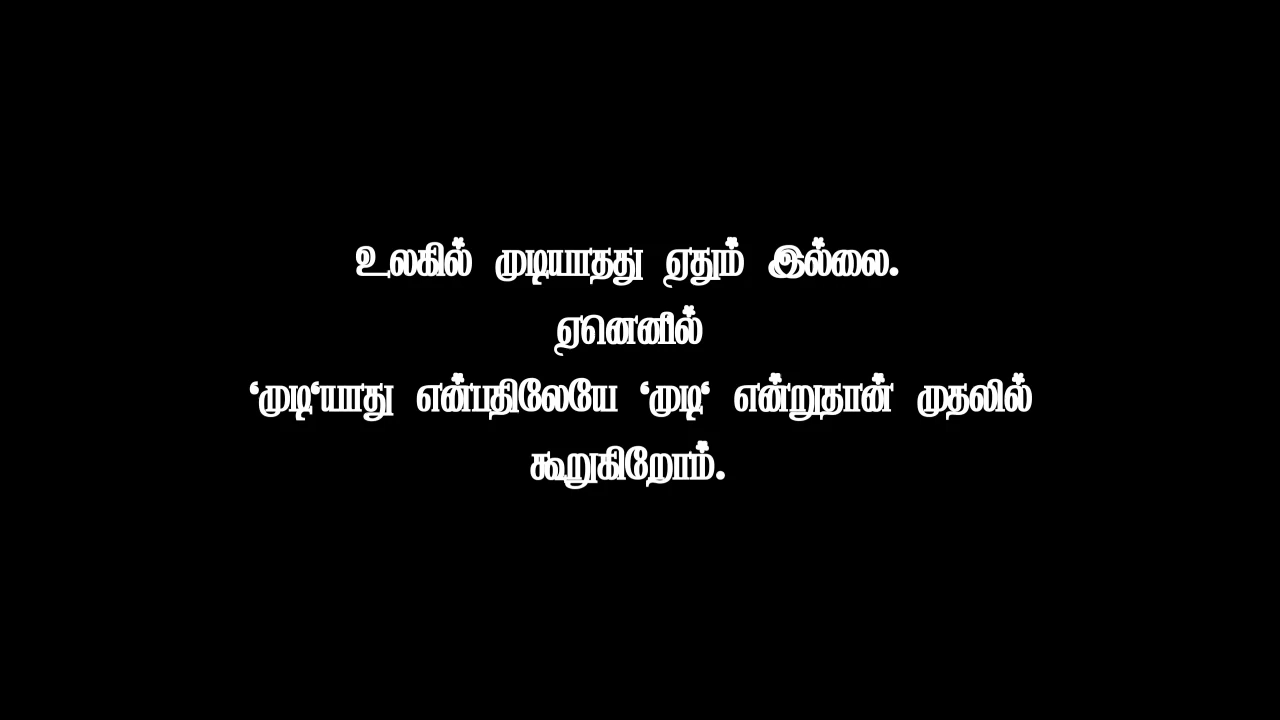 உலகில் முடியாதது ஏதும் இல்லை.
ஏனெனில்
‘முடி‘யாது என்பதிலேயே ‘முடி‘ என்றுதான் முதலில்
கூறுகிறோம்.